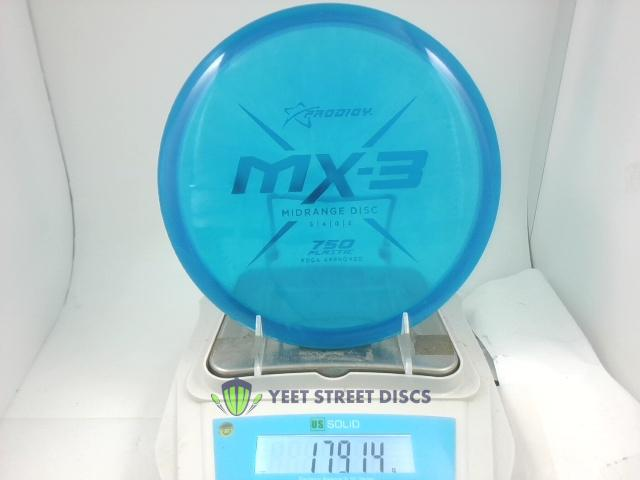 PRODIGY
MX-3
MIDRANGE DISC
5|4|0|2
750
PLASTIC
PDGA APPROVED
YEET STREET DISCS
US SOLID
179.14 g